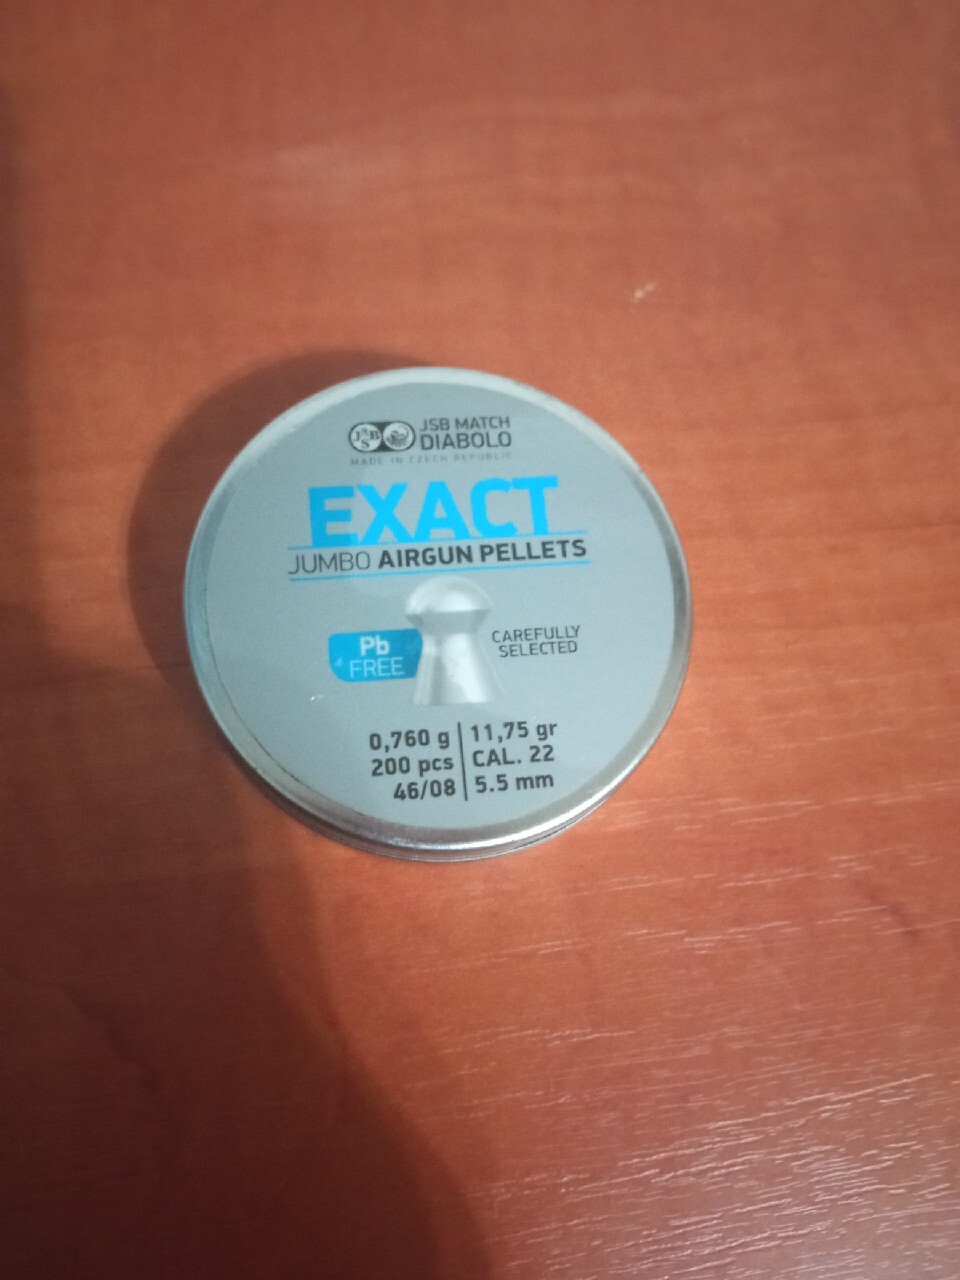 JSB MATCH
DIABOLO
MADE IN CZECH REPUBLIC
EXACT
JUMBO AIRGUN PELLETS
Pb
FREE
CAREFULLY
SELECTED
0,760 g | 11,75 gr
200 pcs | CAL. 22
46/08 | 5.5 mm